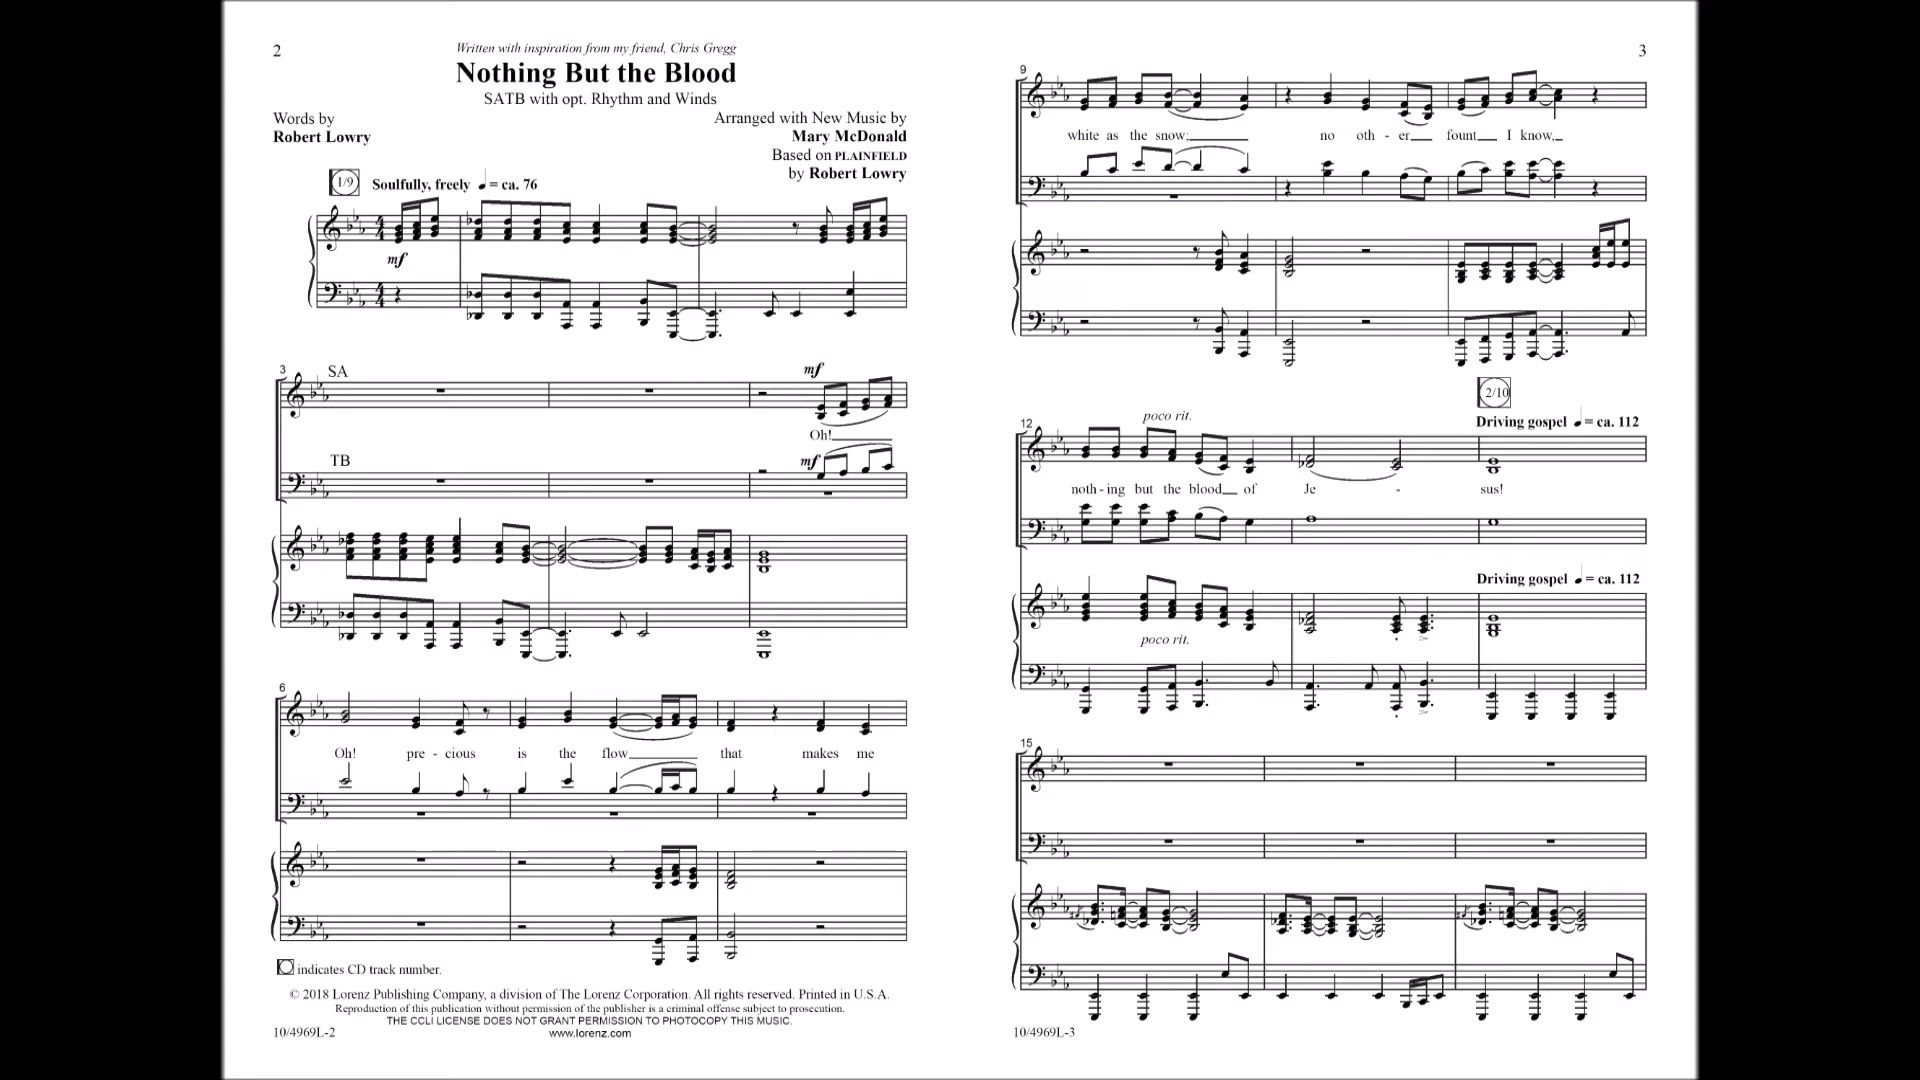 2
Written with inspiration from my friend, Chris Gregg
Nothing But the Blood
SATB with opt. Rhythm and Winds
Words by
Robert Lowry
Arranged with New Music by
Mary McDonald
Based on PLAINFIELD
by Robert Lowry
1/9 Soulfully, freely ♩ = ca. 76
4
4
mf
4
4
3 SA mf
Oh!
TB mf
6
Oh! pre - cious is the flow that makes me
indicates CD track number.
© 2018 Lorenz Publishing Company, a division of The Lorenz Corporation. All rights reserved. Printed in U.S.A.
Reproduction of this publication without permission of the publisher is a criminal offense subject to prosecution.
THE CCLI LICENSE DOES NOT GRANT PERMISSION TO PHOTOCOPY THIS MUSIC.
www.lorenz.com
10/4969L-2
3
9
white as the snow; no oth - er fount I know,
2/10
12 poco rit. Driving gospel ♩ = ca. 112
noth - ing but the blood of Je - sus!
Driving gospel ♩ = ca. 112
poco rit.
15
10/4969L-3